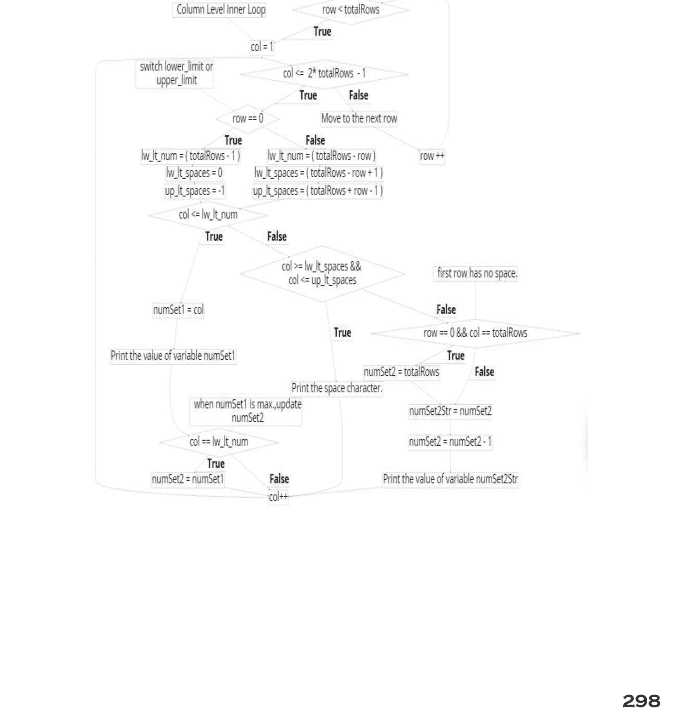 Column Level Inner Loop
row < totalRows
True
col = 1
switch lower_limit or
upper_limit
col <= 2* totalRows - 1
True
False
row == 0
Move to the next row
True
False
row ++
lw_lt_num = ( totalRows - 1 )
lw_lt_num = ( totalRows - row )
lw_lt_spaces = 0
lw_lt_spaces = ( totalRows - row + 1 )
up_lt_spaces = -1
up_lt_spaces = ( totalRows + row - 1 )
col <= lw_lt_num
True
False
col >= lw_lt_spaces &&
col <= up_lt_spaces
first row has no space.
numSet1 = col
False
True
row == 0 && col == totalRows
Print the value of variable numSet1
True
numSet2 = totalRows
False
Print the space character.
when numSet1 is max.,update
numSet2
numSet2Str = numSet2
col == lw_lt_num
numSet2 = numSet2 - 1
True
numSet2 = numSet1
False
Print the value of variable numSet2Str
col++
298